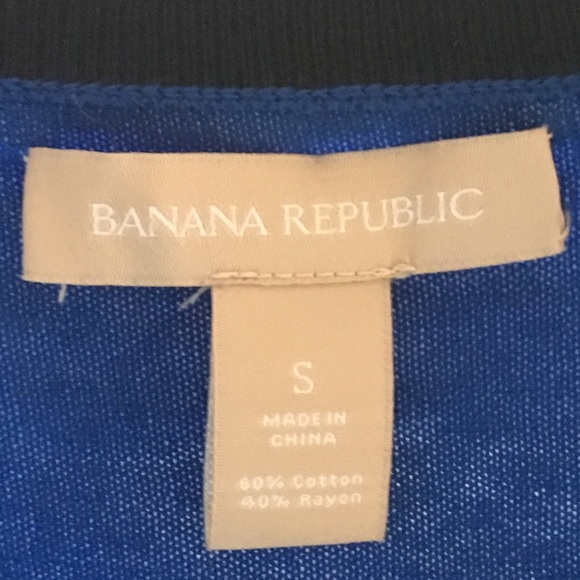 BANANA REPUBLIC
S
MADE IN
CHINA
60% Cotton
40% Rayon